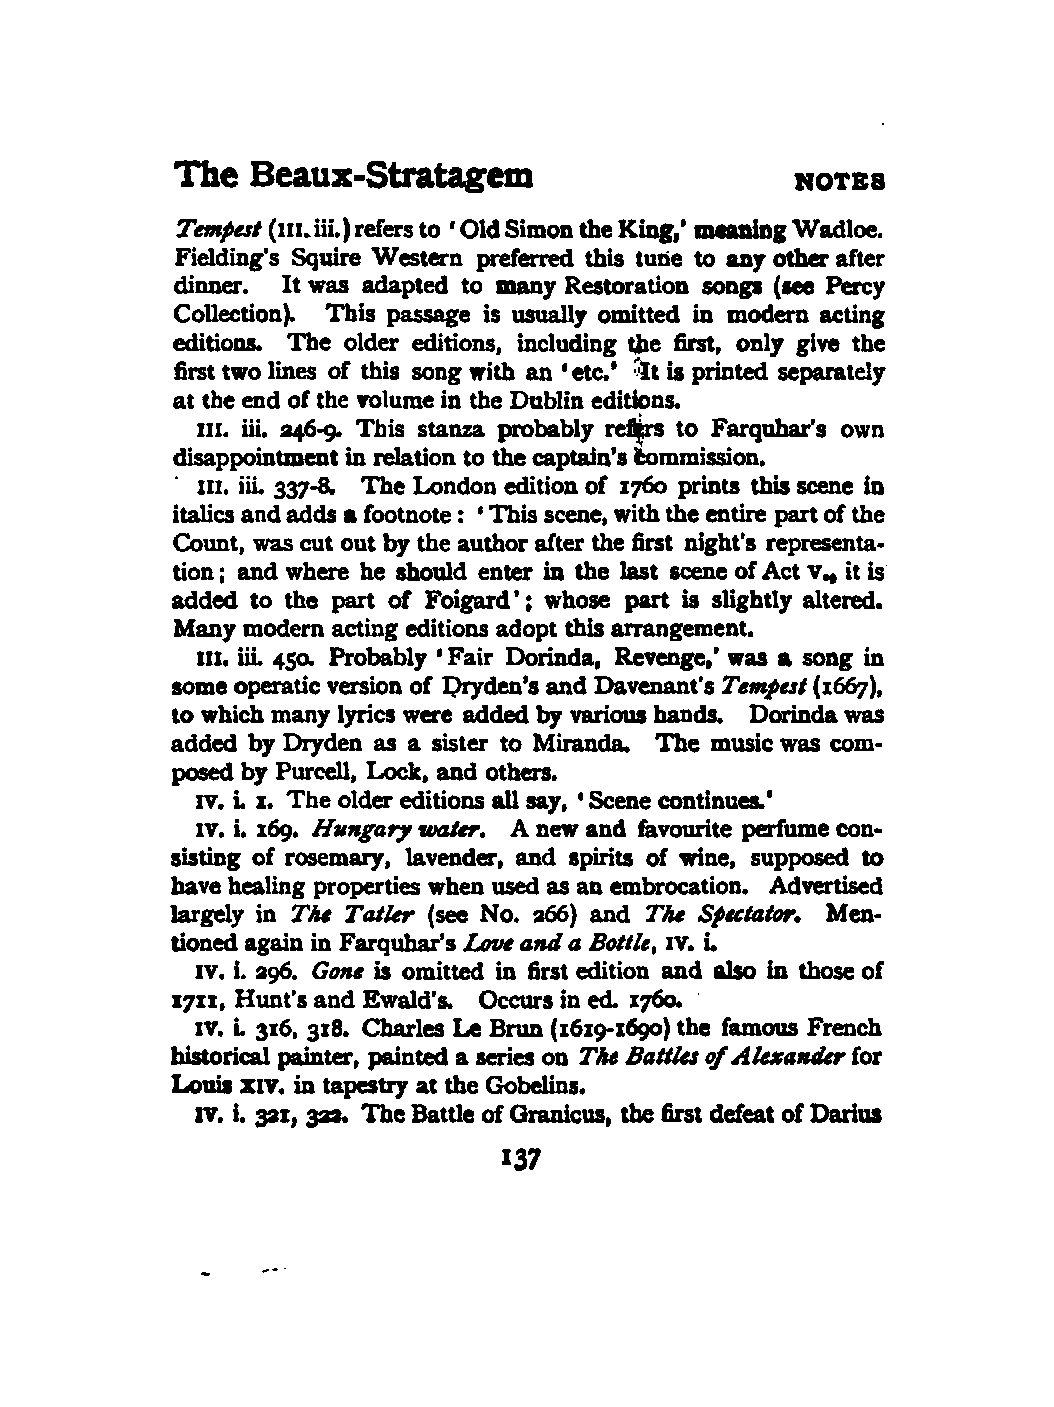 The Beaux-Stratagem NOTES
Tempest (III. iii.) refers to 'Old Simon the King,' meaning Wadloe.
Fielding's Squire Western preferred this tune to any other after
dinner. It was adapted to many Restoration songs (see Percy
Collection). This passage is usually omitted in modern acting
editions. The older editions, including the first, only give the
first two lines of this song with an 'etc.' It is printed separately
at the end of the volume in the Dublin editions.
III. iii. 246-9. This stanza probably refers to Farquhar's own
disappointment in relation to the captain's commission.
III. iii. 337-8. The London edition of 1760 prints this scene in
italics and adds a footnote: 'This scene, with the entire part of the
Count, was cut out by the author after the first night's representa-
tion; and where he should enter in the last scene of Act V., it is
added to the part of Foigard'; whose part is slightly altered.
Many modern acting editions adopt this arrangement.
III. iii. 450. Probably 'Fair Dorinda, Revenge,' was a song in
some operatic version of Dryden's and Davenant's Tempest (1667),
to which many lyrics were added by various hands. Dorinda was
added by Dryden as a sister to Miranda. The music was com-
posed by Purcell, Lock, and others.
IV. i. 1. The older editions all say, 'Scene continues.'
IV. i. 169. Hungary water. A new and favourite perfume con-
sisting of rosemary, lavender, and spirits of wine, supposed to
have healing properties when used as an embrocation. Advertised
largely in The Tatler (see No. 266) and The Spectator. Men-
tioned again in Farquhar's Love and a Bottle, IV. i.
IV. i. 296. Gone is omitted in first edition and also in those of
1711, Hunt's and Ewald's. Occurs in ed. 1760.
IV. i. 316, 318. Charles Le Brun (1619-1690) the famous French
historical painter, painted a series on The Battles of Alexander for
Louis XIV. in tapestry at the Gobelins.
IV. i. 321, 322. The Battle of Granicus, the first defeat of Darius
137